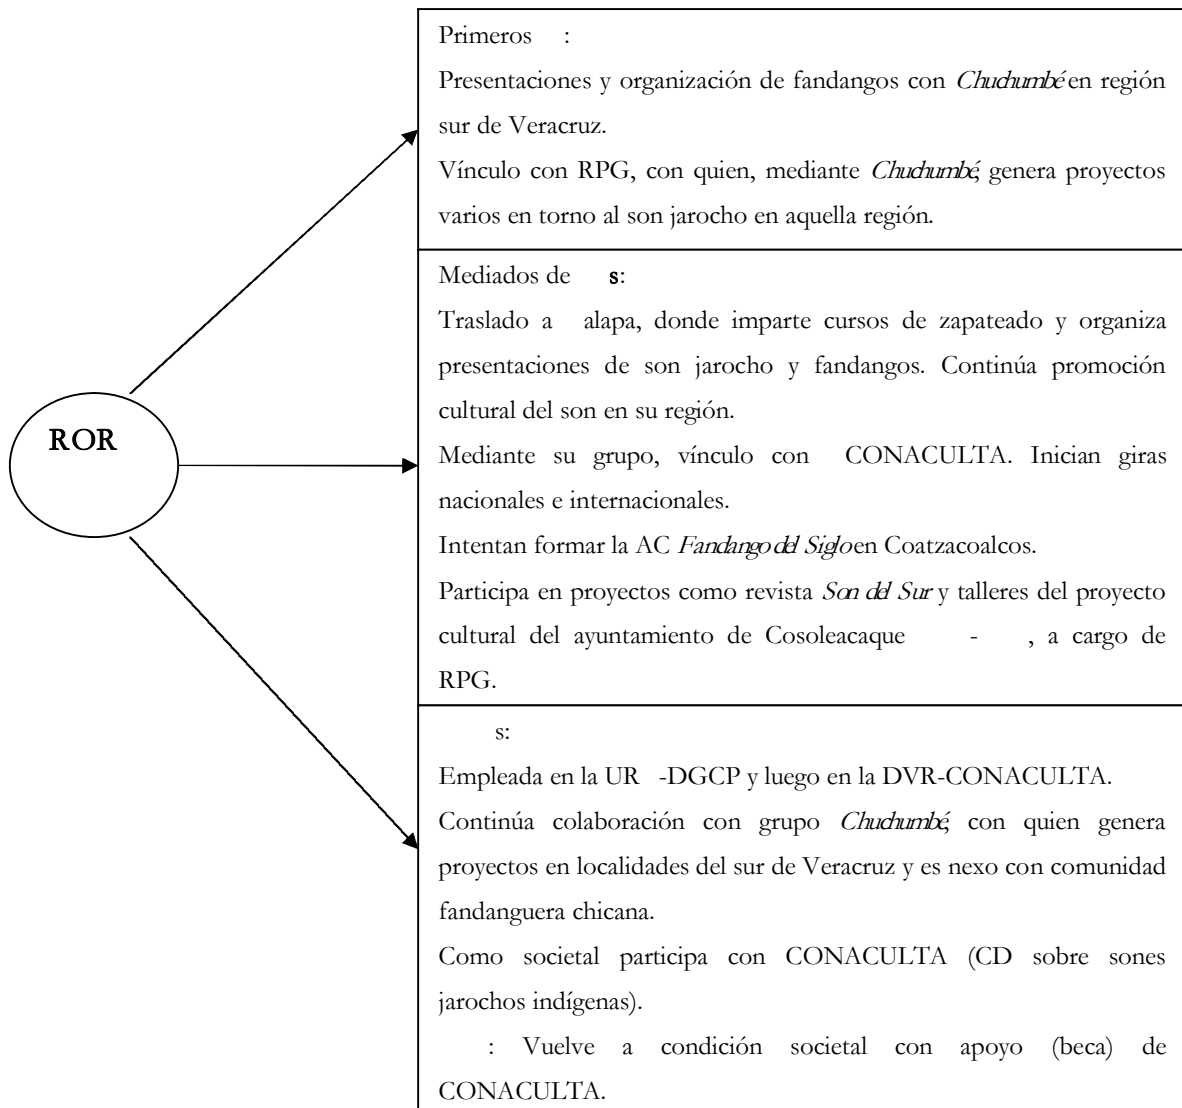 ROR
Primeros :
Presentaciones y organización de fandangos con Chuchumbé en región
sur de Veracruz.
Vínculo con RPG, con quien, mediante Chuchumbé, genera proyectos
varios en torno al son jarocho en aquella región.
Mediados de s:
Traslado a alapa, donde imparte cursos de zapateado y organiza
presentaciones de son jarocho y fandangos. Continúa promoción
cultural del son en su región.
Mediante su grupo, vínculo con CONACULTA. Inician giras
nacionales e internacionales.
Intentan formar la AC Fandango del Siglo en Coatzacoalcos.
Participa en proyectos como revista Son del Sur y talleres del proyecto
cultural del ayuntamiento de Cosoleacaque - , a cargo de
RPG.
s:
Empleada en la UR -DGCP y luego en la DVR-CONACULTA.
Continúa colaboración con grupo Chuchumbé, con quien genera
proyectos en localidades del sur de Veracruz y es nexo con comunidad
fandanguera chicana.
Como societal participa con CONACULTA (CD sobre sones
jarochos indígenas).
: Vuelve a condición societal con apoyo (beca) de
CONACULTA.